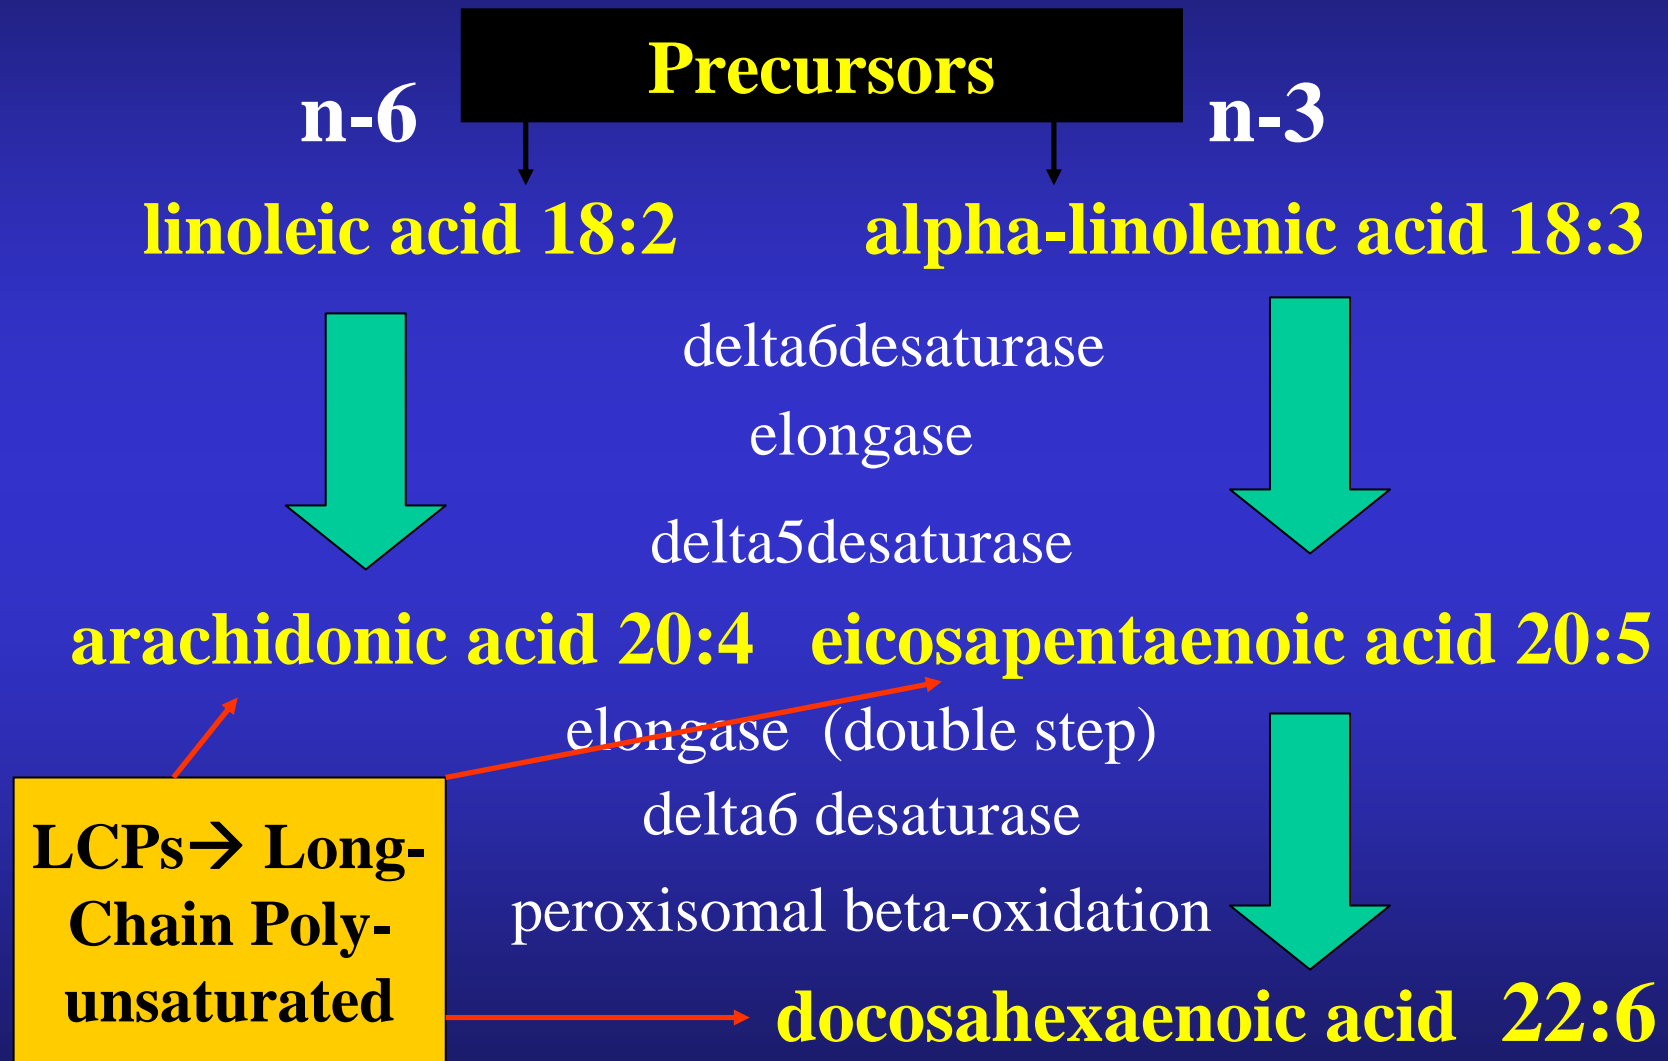 Precursors
n-6
n-3
linoleic acid 18:2
alpha-linolenic acid 18:3
delta6desaturase
elongase
delta5desaturase
arachidonic acid 20:4
eicosapentaenoic acid 20:5
elongase (double step)
delta6 desaturase
peroxisomal beta-oxidation
LCPs→ Long-
Chain Poly-
unsaturated
docosahexaenoic acid 22:6